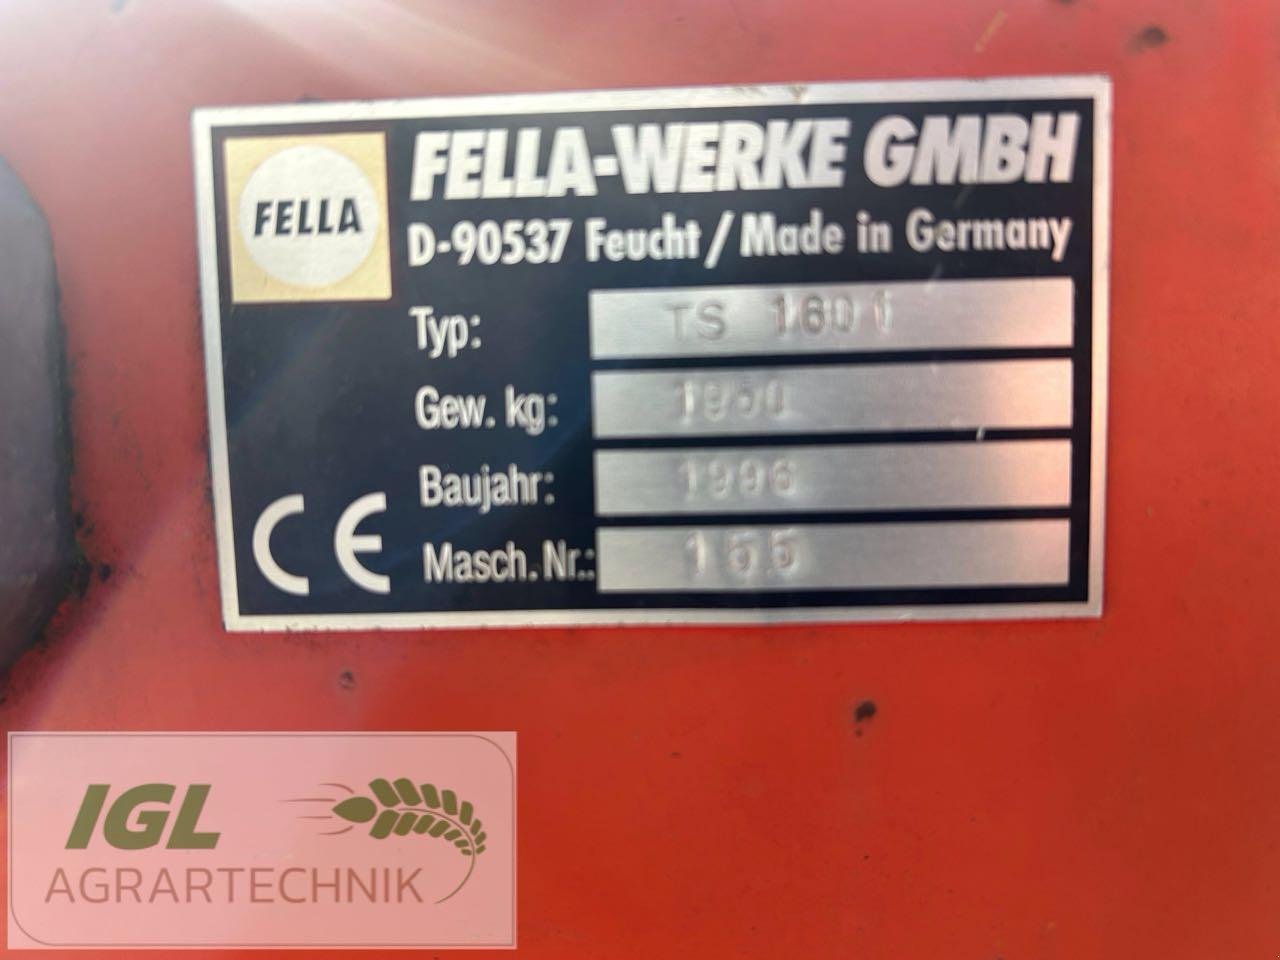 FELLA
FELLA-WERKE GMBH
D-90537 Feucht / Made in Germany
Typ: TS 1601
Gew. kg: 1950
Baujahr: 1996
Masch. Nr.: 155
CE
IGL
AGRARTECHNIK